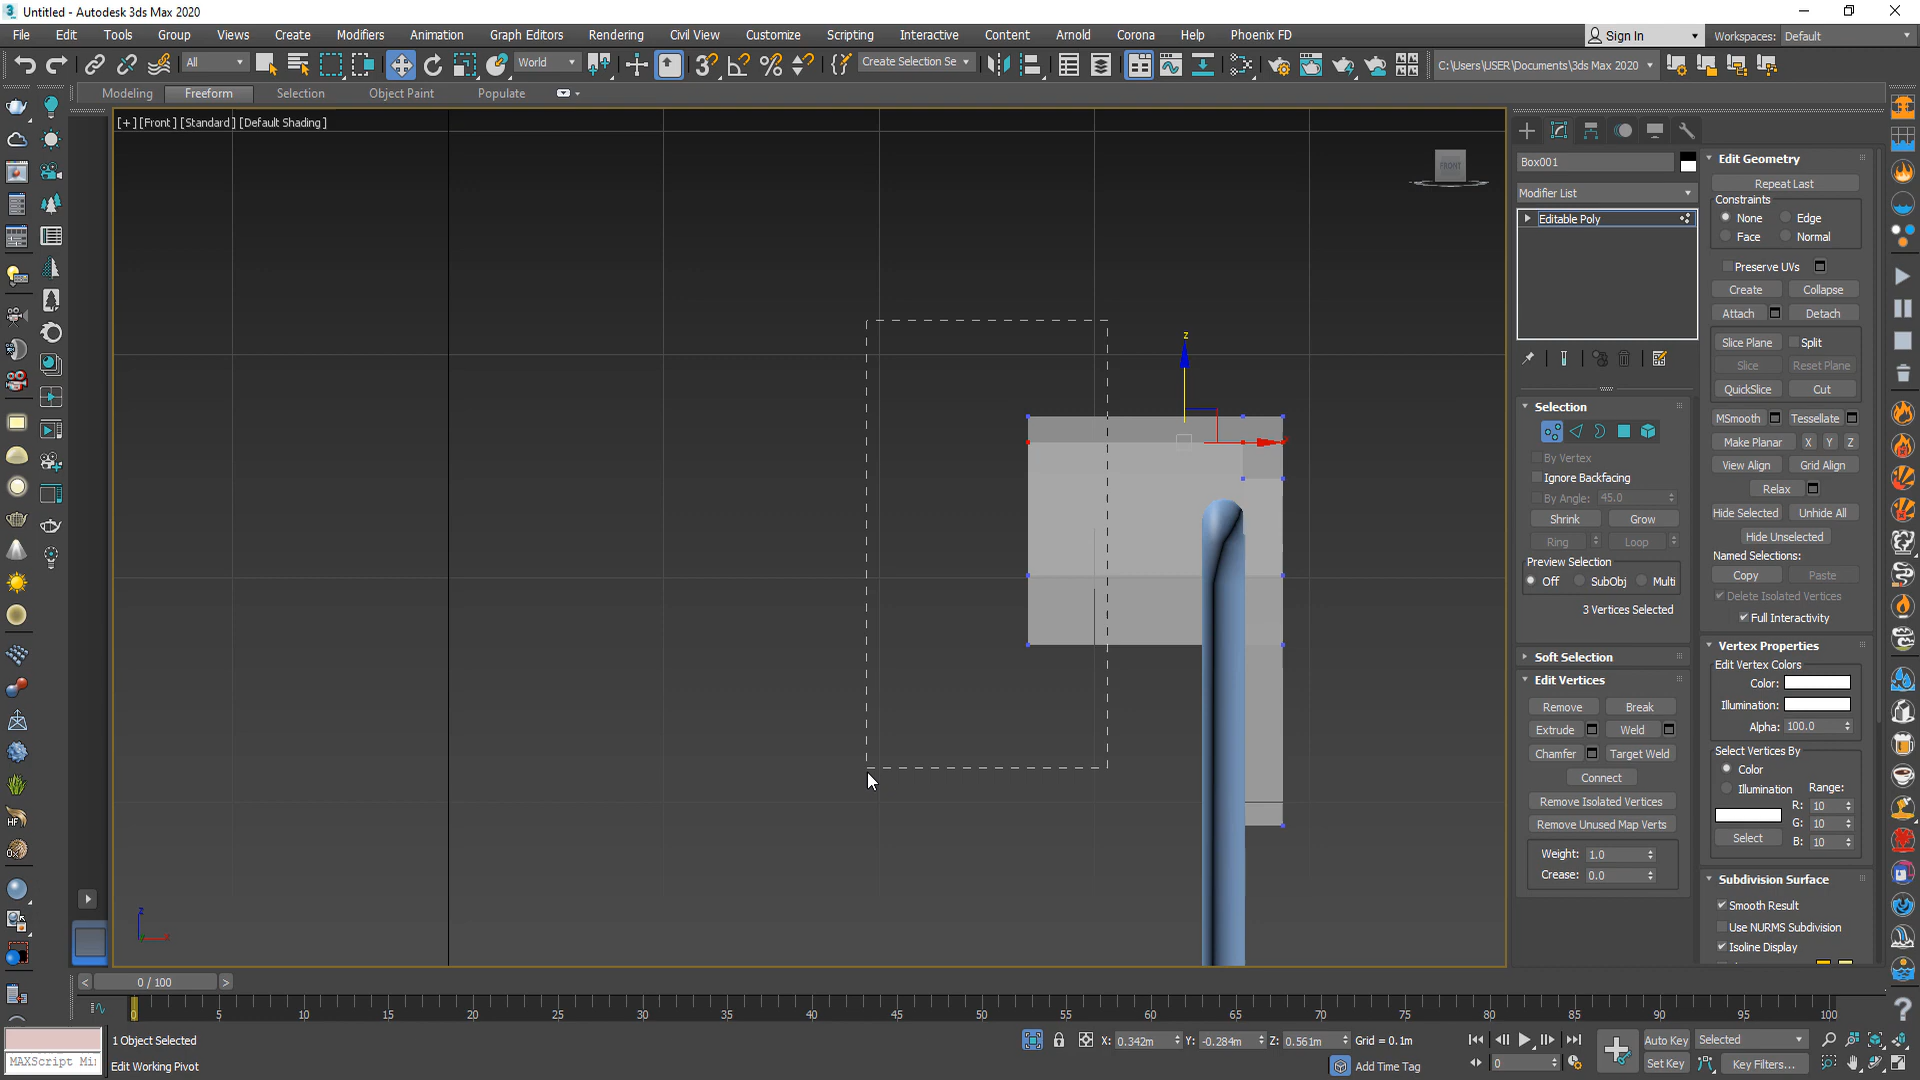 Untitled - Autodesk 3ds Max 2020
File Edit Tools Group Views Create Modifiers Animation Graph Editors Rendering Civil View Customize Scripting Interactive Content Arnold Corona Help Phoenix FD Sign In Workspaces: Default
All World Create Selection Se C:\Users\USER\Documents\3ds Max 2020
Modeling Freeform Selection Object Paint Populate
[+] [Front] [Standard] [Default Shading]
FRONT
z
Box001
Modifier List
Editable Poly
Selection
By Vertex
Ignore Backfacing
By Angle: 45.0
Shrink Grow
Ring Loop
Preview Selection
Off SubObj Multi
3 Vertices Selected
Soft Selection
Edit Vertices
Remove Break
Extrude Weld
Chamfer Target Weld
Connect
Remove Isolated Vertices
Remove Unused Map Verts
Weight: 1.0
Crease: 0.0
Edit Geometry
Repeat Last
Constraints
None Edge
Face Normal
Preserve UVs
Create Collapse
Attach Detach
Slice Plane Split
Slice Reset Plane
QuickSlice Cut
MSmooth Tessellate
Make Planar X Y Z
View Align Grid Align
Relax
Hide Selected Unhide All
Hide Unselected
Named Selections:
Copy Paste
Delete Isolated Vertices
Full Interactivity
Vertex Properties
Edit Vertex Colors
Color:
Illumination:
Alpha: 100.0
Select Vertices By
Color
Illumination Range:
R: 10
G: 10
Select B: 10
Subdivision Surface
Smooth Result
Use NURMS Subdivision
Isoline Display
z
x
< 0 / 100 >
0 5 10 15 20 25 30 35 40 45 50 55 60 65 70 75 80 85 90 95 100
1 Object Selected X: 0.342m Y: -0.284m Z: 0.561m Grid = 0.1m Auto Key Selected
MAXScript Mi Edit Working Pivot Add Time Tag 0 Set Key Key Filters...